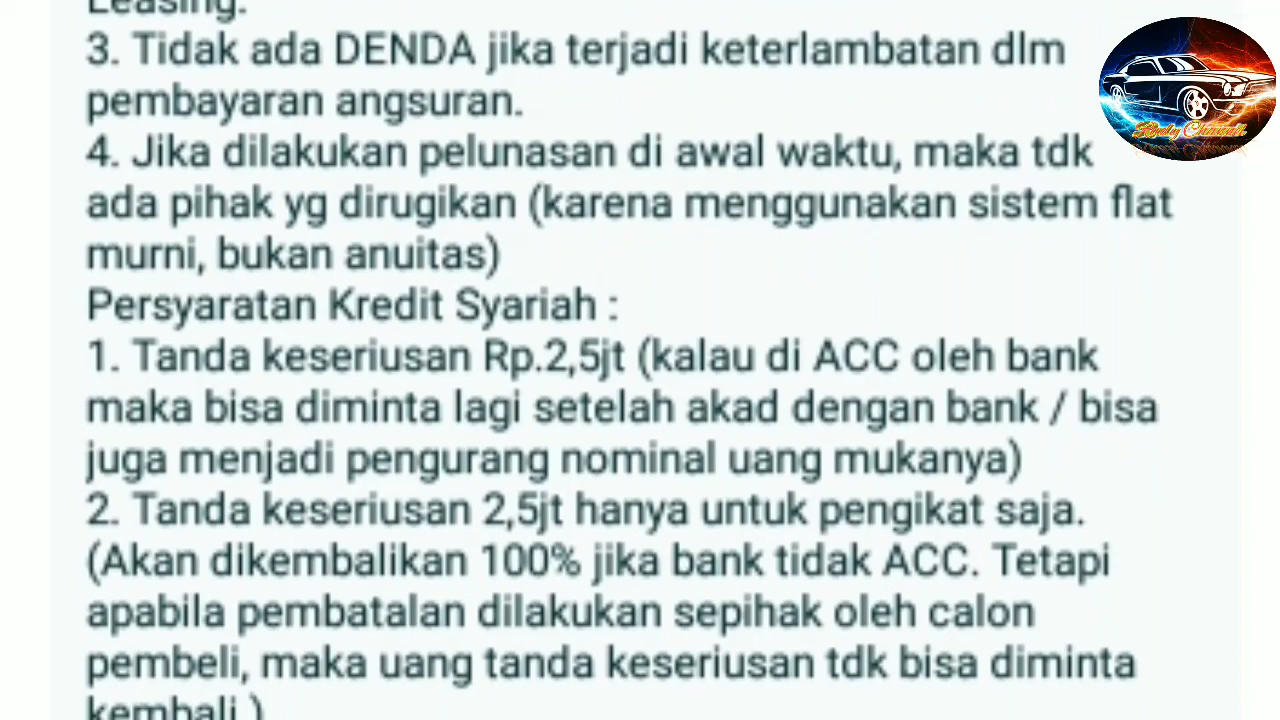 Leasing.
3. Tidak ada DENDA jika terjadi keterlambatan dlm
pembayaran angsuran.
4. Jika dilakukan pelunasan di awal waktu, maka tdk
ada pihak yg dirugikan (karena menggunakan sistem flat
murni, bukan anuitas)
Persyaratan Kredit Syariah :
1. Tanda keseriusan Rp.2,5jt (kalau di ACC oleh bank
maka bisa diminta lagi setelah akad dengan bank / bisa
juga menjadi pengurang nominal uang mukanya)
2. Tanda keseriusan 2,5jt hanya untuk pengikat saja.
(Akan dikembalikan 100% jika bank tidak ACC. Tetapi
apabila pembatalan dilakukan sepihak oleh calon
pembeli, maka uang tanda keseriusan tdk bisa diminta
kembali.)